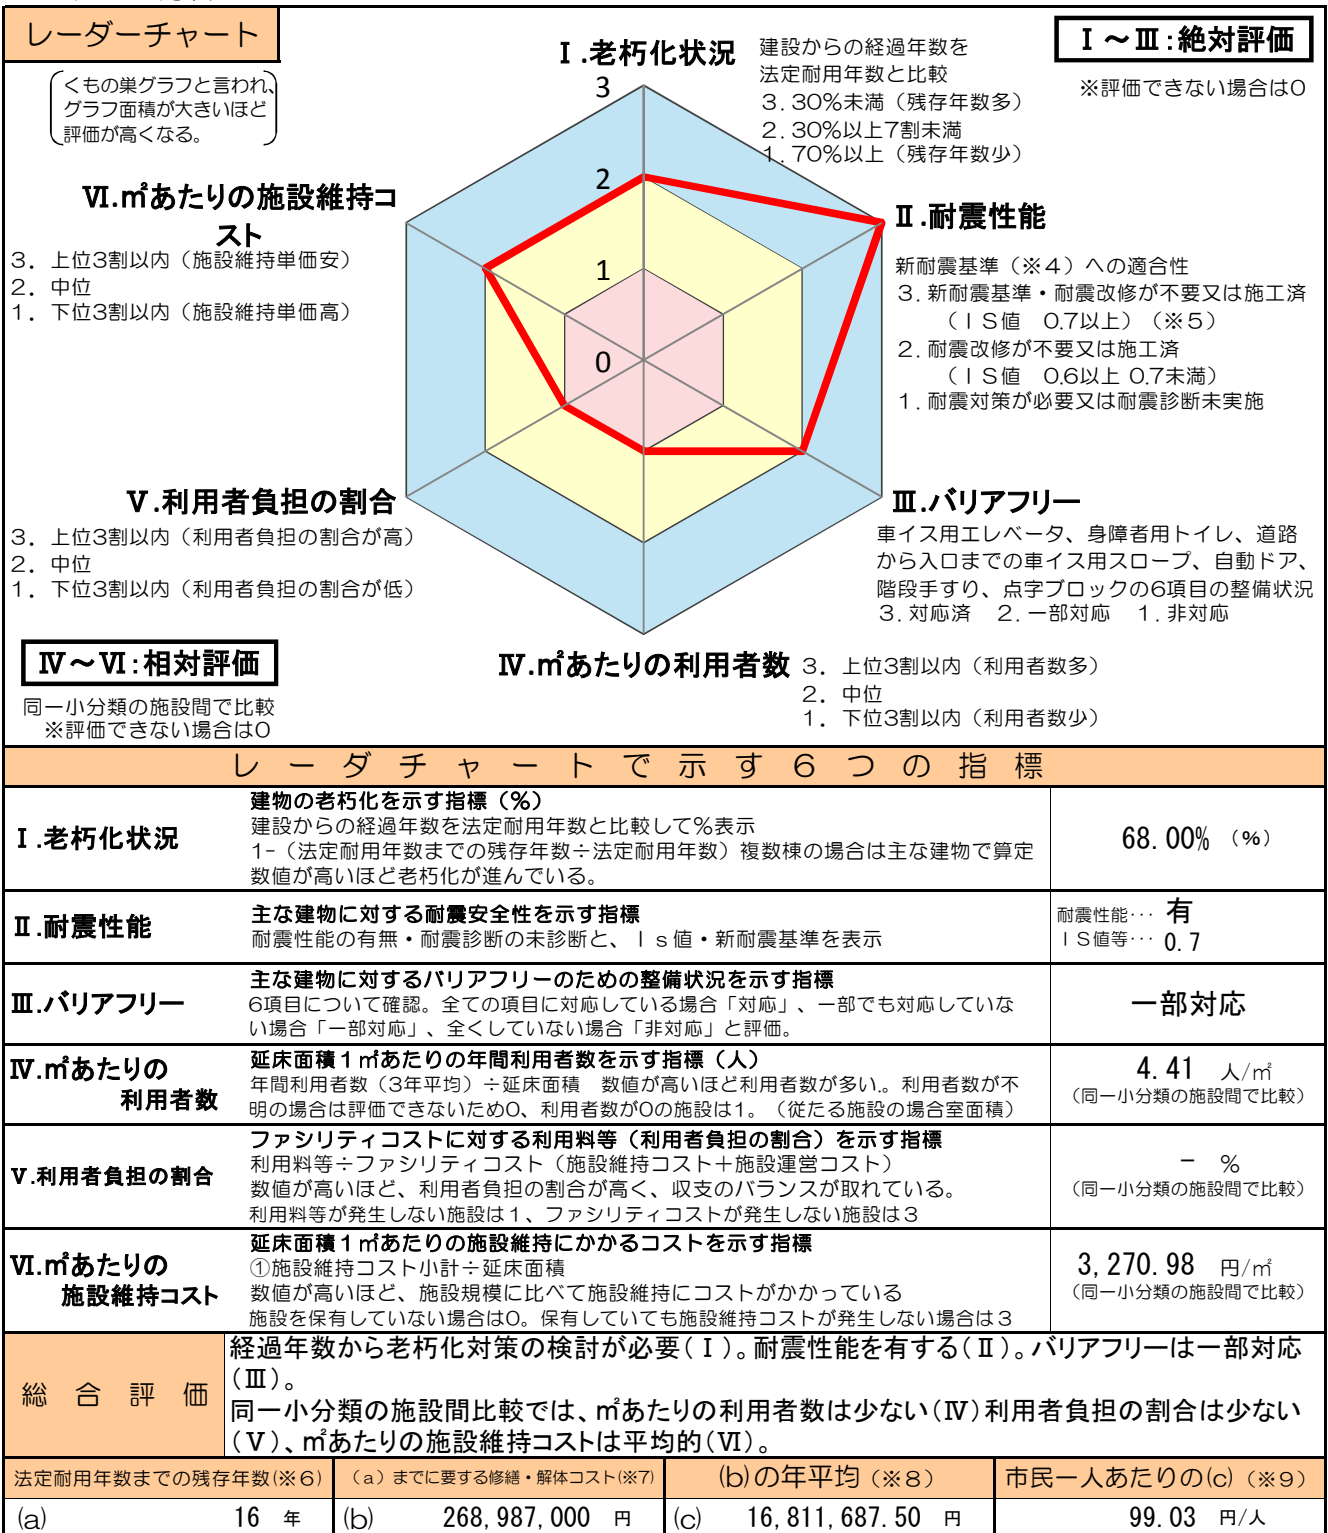 レーダーチャート
くもの巣グラフと言われ、
グラフ面積が大きいほど
評価が高くなる。
Ⅰ～Ⅲ:絶対評価
※評価できない場合は0
Ⅰ.老朽化状況
建設からの経過年数を
法定耐用年数と比較
3.30%未満（残存年数多）
2.30%以上7割未満
1.70%以上（残存年数少）
3
2
1
0
Ⅱ.耐震性能
新耐震基準（※4）への適合性
3.新耐震基準・耐震改修が不要又は施工済
（IS値　0.7以上）（※5）
2.耐震改修が不要又は施工済
（IS値　0.6以上 0.7未満）
1.耐震対策が必要又は耐震診断未実施
Ⅵ.㎡あたりの施設維持コ
スト
3．上位3割以内（施設維持単価安）
2．中位
1．下位3割以内（施設維持単価高）
Ⅲ.バリアフリー
車イス用エレベータ、身障者用トイレ、道路
から入口までの車イス用スロープ、自動ドア、
階段手すり、点字ブロックの6項目の整備状況
3.対応済　2.一部対応　1.非対応
Ⅴ.利用者負担の割合
3．上位3割以内（利用者負担の割合が高）
2．中位
1．下位3割以内（利用者負担の割合が低）
Ⅳ～Ⅵ:相対評価
同一小分類の施設間で比較
※評価できない場合は0
Ⅳ.㎡あたりの利用者数
3．上位3割以内（利用者数多）
2．中位
1．下位3割以内（利用者数少）
レーダチャートで示す6つの指標
Ⅰ.老朽化状況
建物の老朽化を示す指標（%）
建設からの経過年数を法定耐用年数と比較して%表示
1-（法定耐用年数までの残存年数÷法定耐用年数）複数棟の場合は主な建物で算定
数値が高いほど老朽化が進んでいる。
68.00% （%）
Ⅱ.耐震性能
主な建物に対する耐震安全性を示す指標
耐震性能の有無・耐震診断の未診断と、Ｉｓ値・新耐震基準を表示
耐震性能･･･ 有
IS値等･･･ 0.7
Ⅲ.バリアフリー
主な建物に対するバリアフリーのための整備状況を示す指標
6項目について確認。全ての項目に対応している場合「対応」、一部でも対応していな
い場合「一部対応」、全くしていない場合「非対応」と評価。
一部対応
Ⅳ.㎡あたりの
利用者数
延床面積1㎡あたりの年間利用者数を示す指標（人）
年間利用者数（3年平均）÷延床面積　数値が高いほど利用者数が多い。利用者数が不
明の場合は評価できないため0、利用者数が0の施設は1。（従たる施設の場合室面積）
4.41 人/㎡
（同一小分類の施設間で比較）
Ⅴ.利用者負担の割合
ファシリティコストに対する利用料等（利用者負担の割合）を示す指標
利用料等÷ファシリティコスト（施設維持コスト＋施設運営コスト）
数値が高いほど、利用者負担の割合が高く、収支のバランスが取れている。
利用料等が発生しない施設は1、ファシリティコストが発生しない施設は3
－ %
（同一小分類の施設間で比較）
Ⅵ.㎡あたりの
施設維持コスト
延床面積1㎡あたりの施設維持にかかるコストを示す指標
①施設維持コスト小計÷延床面積
数値が高いほど、施設規模に比べて施設維持にコストがかかっている
施設を保有していない場合は0。保有していても施設維持コストが発生しない場合は3
3,270.98 円/㎡
（同一小分類の施設間で比較）
総合評価
経過年数から老朽化対策の検討が必要(Ⅰ)。耐震性能を有する(Ⅱ)。バリアフリーは一部対応
(Ⅲ)。
同一小分類の施設間比較では、㎡あたりの利用者数は少ない(Ⅳ)利用者負担の割合は少ない
(Ⅴ)、㎡あたりの施設維持コストは平均的(Ⅵ)。
法定耐用年数までの残存年数(※6)
（a）までに要する修繕・解体コスト(※7)
(b)の年平均（※8）
市民一人あたりの(c)（※9）
(a) 16 年
(b) 268,987,000 円
(c) 16,811,687.50 円
99.03 円/人